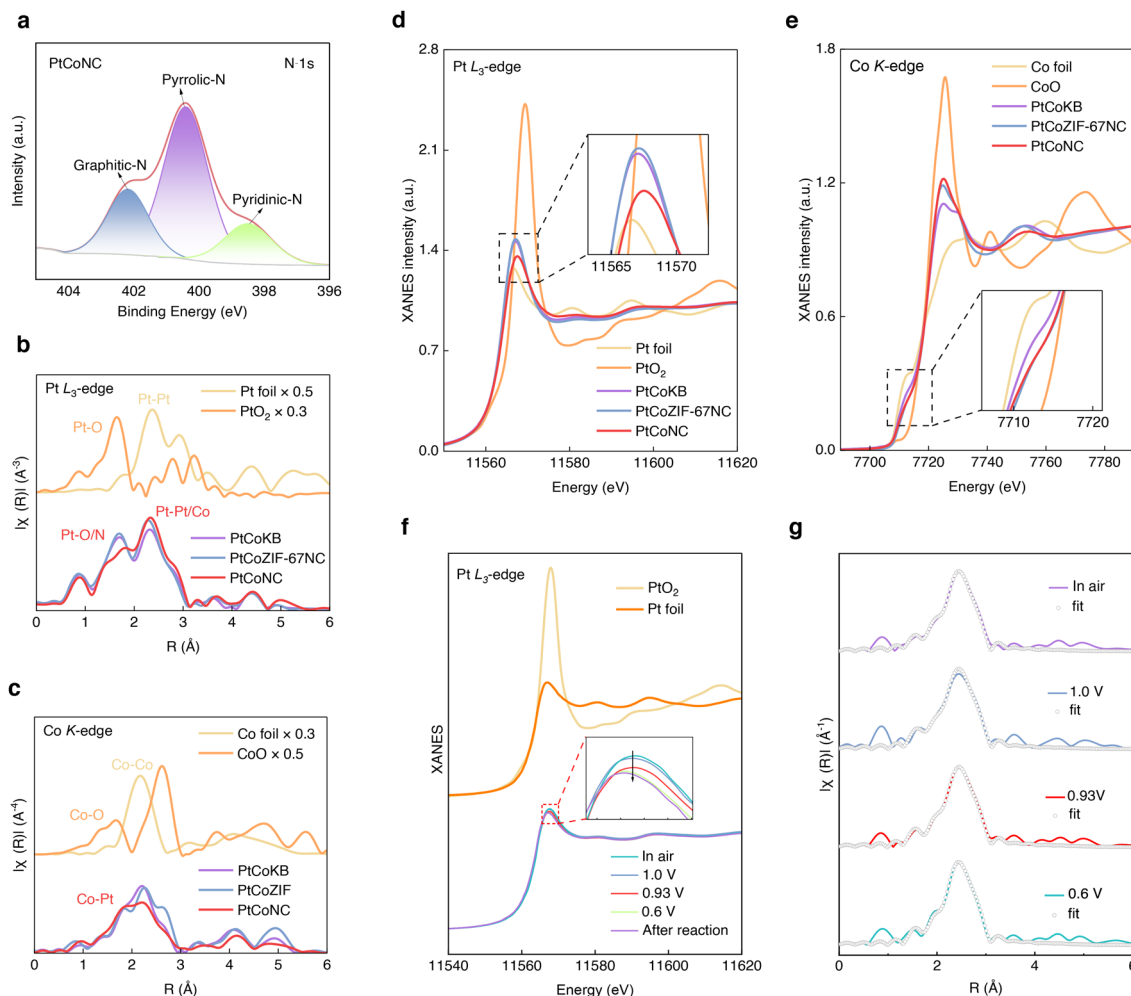 a
PtCoNC
N-1s
Pyrrolic-N
Graphitic-N
Pyridinic-N
Intensity (a.u.)
404
402
400
398
396
Binding Energy (eV)
b
Pt L₃-edge
Pt foil × 0.5
PtO₂ × 0.3
Pt-Pt
Pt-O
Pt-Pt/Co
Pt-O/N
PtCoKB
PtCoZIF-67NC
PtCoNC
|χ (R)| (A⁻³)
0
1
2
3
4
5
6
R (Å)
c
Co K-edge
Co foil × 0.3
CoO × 0.5
Co-Co
Co-O
Co-Pt
PtCoKB
PtCoZIF
PtCoNC
|χ (R)| (A⁻⁴)
0
1
2
3
4
5
6
R (Å)
d
Pt L₃-edge
2.8
2.1
1.4
0.7
0.0
XANES intensity (a.u.)
11565
11570
Pt foil
PtO₂
PtCoKB
PtCoZIF-67NC
PtCoNC
11560
11580
11600
11620
Energy (eV)
e
Co K-edge
1.8
1.2
0.6
0.0
XANES intensity (a.u.)
Co foil
CoO
PtCoKB
PtCoZIF-67NC
PtCoNC
7710
7720
7700
7720
7740
7760
7780
Energy (eV)
f
Pt L₃-edge
PtO₂
Pt foil
XANES
In air
1.0 V
0.93 V
0.6 V
After reaction
11540
11560
11580
11600
11620
Energy (eV)
g
In air
fit
1.0 V
fit
0.93V
fit
0.6 V
fit
|χ (R)| (Å⁻¹)
0
2
4
6
R (Å)